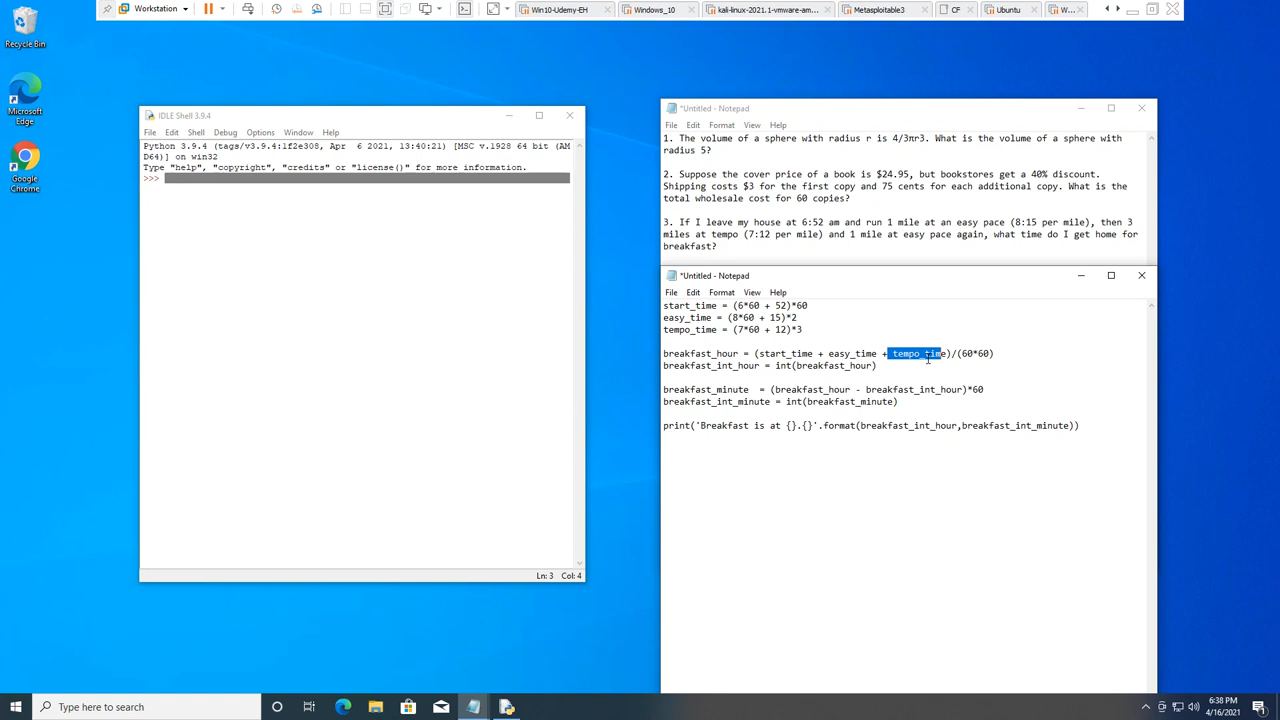 Workstation
Win10-Udemy-EH
Windows_10
kali-linux-2021.1-vmware-am...
Metasploitable3
CF
Ubuntu
W...
Recycle Bin
Microsoft
Edge
Google
Chrome
IDLE Shell 3.9.4
File Edit Shell Debug Options Window Help
Python 3.9.4 (tags/v3.9.4:1f2e308, Apr  6 2021, 13:40:21) [MSC v.1928 64 bit (AM
D64)] on win32
Type "help", "copyright", "credits" or "license()" for more information.
>>>
Ln: 3 Col: 4
*Untitled - Notepad
File Edit Format View Help
1. The volume of a sphere with radius r is 4/3πr3. What is the volume of a sphere with
radius 5?
2. Suppose the cover price of a book is $24.95, but bookstores get a 40% discount.
Shipping costs $3 for the first copy and 75 cents for each additional copy. What is the
total wholesale cost for 60 copies?
3. If I leave my house at 6:52 am and run 1 mile at an easy pace (8:15 per mile), then 3
miles at tempo (7:12 per mile) and 1 mile at easy pace again, what time do I get home for
breakfast?
*Untitled - Notepad
File Edit Format View Help
start_time = (6*60 + 52)*60
easy_time = (8*60 + 15)*2
tempo_time = (7*60 + 12)*3
breakfast_hour = (start_time + easy_time + tempo_time)/(60*60)
breakfast_int_hour = int(breakfast_hour)
breakfast_minute  = (breakfast_hour - breakfast_int_hour)*60
breakfast_int_minute = int(breakfast_minute)
print('Breakfast is at {}.{}'.format(breakfast_int_hour,breakfast_int_minute))
Type here to search
6:38 PM
4/16/2021
1